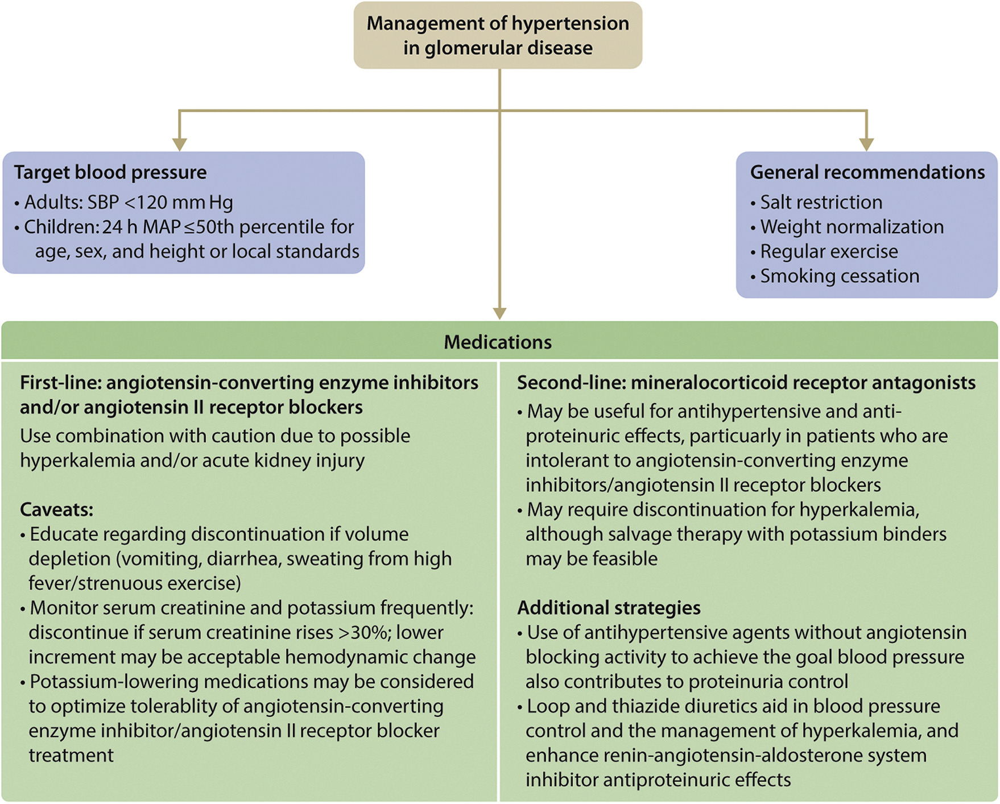 Management of hypertension
in glomerular disease
Target blood pressure
• Adults: SBP <120 mm Hg
• Children: 24 h MAP ≤50th percentile for
age, sex, and height or local standards
General recommendations
• Salt restriction
• Weight normalization
• Regular exercise
• Smoking cessation
Medications
First-line: angiotensin-converting enzyme inhibitors
and/or angiotensin II receptor blockers
Use combination with caution due to possible
hyperkalemia and/or acute kidney injury
Caveats:
• Educate regarding discontinuation if volume
depletion (vomiting, diarrhea, sweating from high
fever/strenuous exercise)
• Monitor serum creatinine and potassium frequently:
discontinue if serum creatinine rises >30%; lower
increment may be acceptable hemodynamic change
• Potassium-lowering medications may be considered
to optimize tolerablity of angiotensin-converting
enzyme inhibitor/angiotensin II receptor blocker
treatment
Second-line: mineralocorticoid receptor antagonists
• May be useful for antihypertensive and anti-
proteinuric effects, particuarly in patients who are
intolerant to angiotensin-converting enzyme
inhibitors/angiotensin II receptor blockers
• May require discontinuation for hyperkalemia,
although salvage therapy with potassium binders
may be feasible
Additional strategies
• Use of antihypertensive agents without angiotensin
blocking activity to achieve the goal blood pressure
also contributes to proteinuria control
• Loop and thiazide diuretics aid in blood pressure
control and the management of hyperkalemia, and
enhance renin-angiotensin-aldosterone system
inhibitor antiproteinuric effects